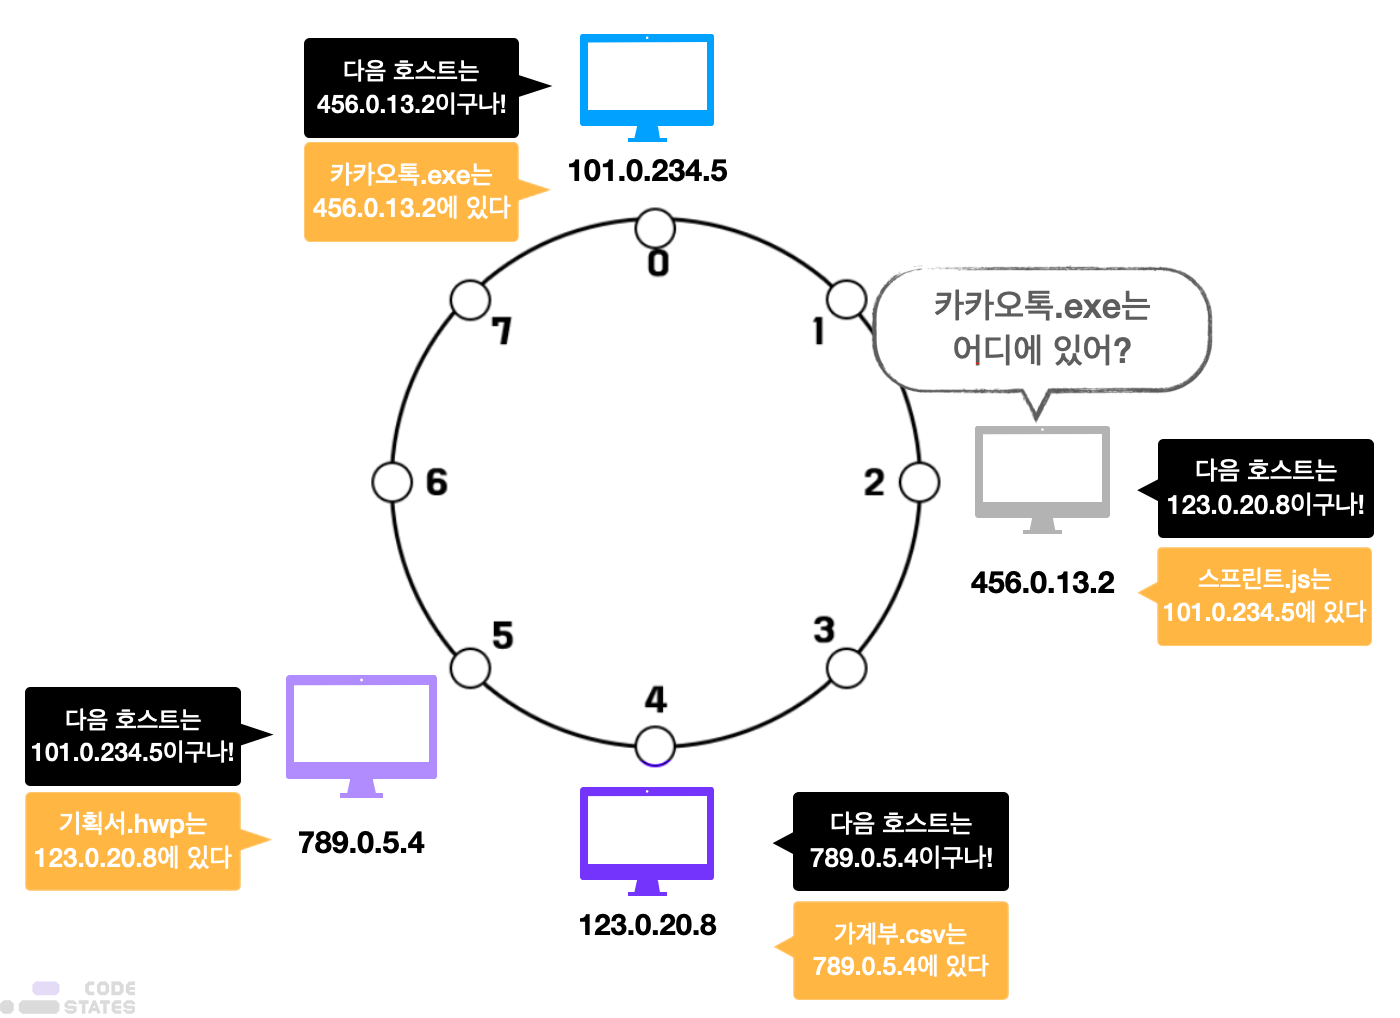 다음 호스트는
456.0.13.2이구나!
카카오톡.exe는
456.0.13.2에 있다
101.0.234.5
0
7
1
카카오톡.exe는
어디에 있어?
6
2
다음 호스트는
123.0.20.8이구나!
456.0.13.2
스프린트.js는
101.0.234.5에 있다
5
3
4
다음 호스트는
101.0.234.5이구나!
기획서.hwp는
123.0.20.8에 있다
789.0.5.4
123.0.20.8
다음 호스트는
789.0.5.4이구나!
가계부.csv는
789.0.5.4에 있다
CODE
STATES